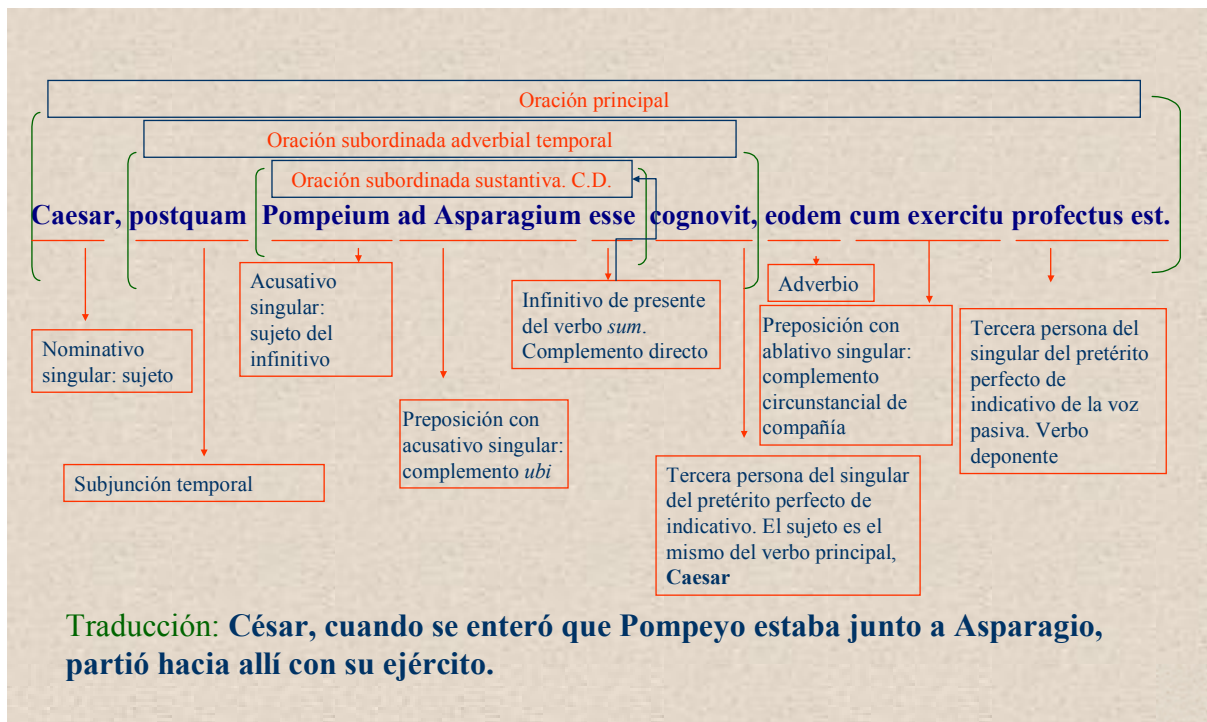 Oración principal
Oración subordinada adverbial temporal
Oración subordinada sustantiva. C.D.
Caesar, postquam Pompeium ad Asparagium esse cognovit, eodem cum exercitu profectus est.
Nominativo
singular: sujeto
Subjunción temporal
Acusativo
singular:
sujeto del
infinitivo
Preposición con
acusativo singular:
complemento ubi
Infinitivo de presente
del verbo sum.
Complemento directo
Tercera persona del singular
del pretérito perfecto de
indicativo. El sujeto es el
mismo del verbo principal,
Caesar
Adverbio
Preposición con
ablativo singular:
complemento
circunstancial de
compañía
Tercera persona del
singular del pretérito
perfecto de
indicativo de la voz
pasiva. Verbo
deponente
Traducción: César, cuando se enteró que Pompeyo estaba junto a Asparagio,
partió hacia allí con su ejército.